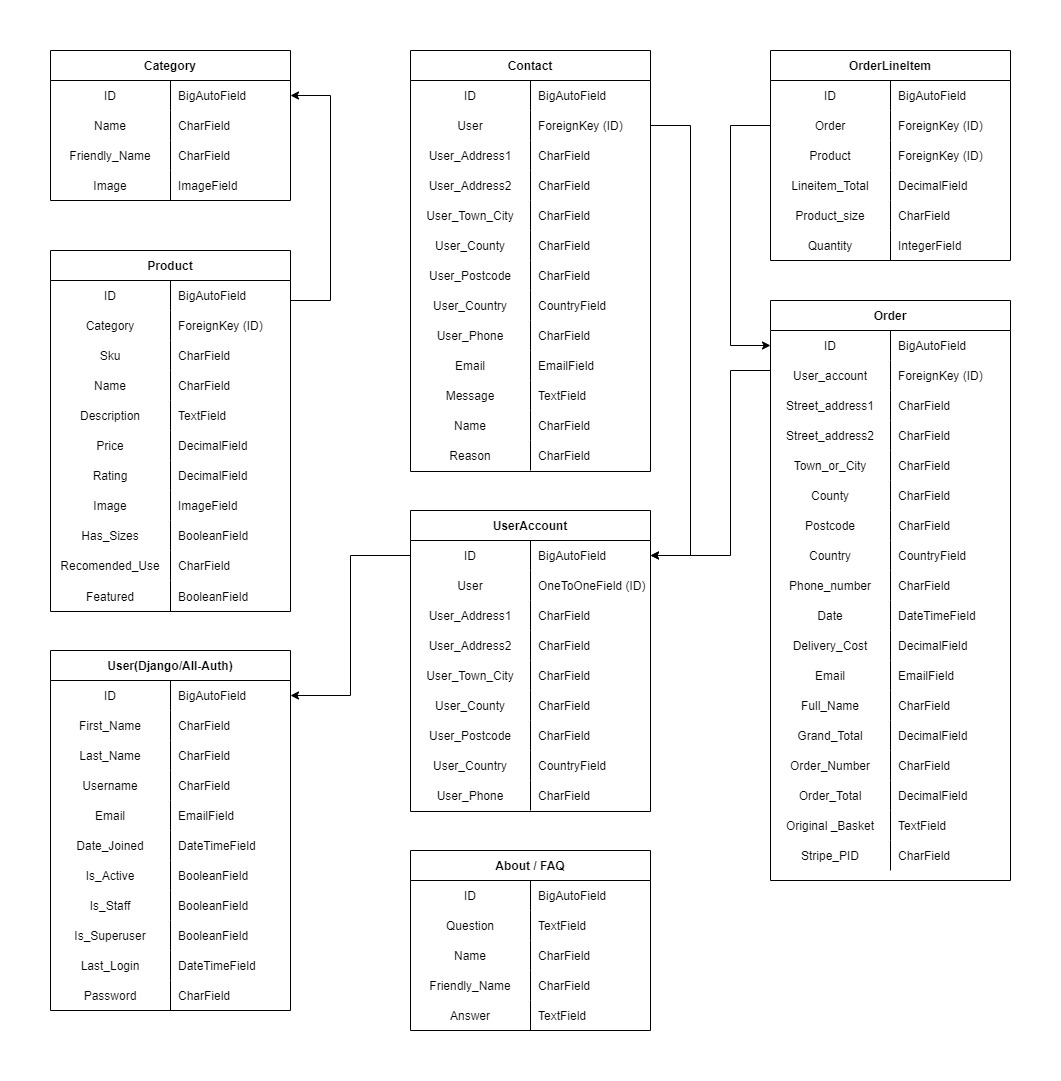 Category
ID BigAutoField
Name CharField
Friendly_Name CharField
Image ImageField
Product
ID BigAutoField
Category ForeignKey (ID)
Sku CharField
Name CharField
Description TextField
Price DecimalField
Rating DecimalField
Image ImageField
Has_Sizes BooleanField
Recomended_Use CharField
Featured BooleanField
User(Django/All-Auth)
ID BigAutoField
First_Name CharField
Last_Name CharField
Username CharField
Email EmailField
Date_Joined DateTimeField
Is_Active BooleanField
Is_Staff BooleanField
Is_Superuser BooleanField
Last_Login DateTimeField
Password CharField
Contact
ID BigAutoField
User ForeignKey (ID)
User_Address1 CharField
User_Address2 CharField
User_Town_City CharField
User_County CharField
User_Postcode CharField
User_Country CountryField
User_Phone CharField
Email EmailField
Message TextField
Name CharField
Reason CharField
UserAccount
ID BigAutoField
User OneToOneField (ID)
User_Address1 CharField
User_Address2 CharField
User_Town_City CharField
User_County CharField
User_Postcode CharField
User_Country CountryField
User_Phone CharField
About / FAQ
ID BigAutoField
Question TextField
Name CharField
Friendly_Name CharField
Answer TextField
OrderLineItem
ID BigAutoField
Order ForeignKey (ID)
Product ForeignKey (ID)
Lineitem_Total DecimalField
Product_size CharField
Quantity IntegerField
Order
ID BigAutoField
User_account ForeignKey (ID)
Street_address1 CharField
Street_address2 CharField
Town_or_City CharField
County CharField
Postcode CharField
Country CountryField
Phone_number CharField
Date DateTimeField
Delivery_Cost DecimalField
Email EmailField
Full_Name CharField
Grand_Total DecimalField
Order_Number CharField
Order_Total DecimalField
Original _Basket TextField
Stripe_PID CharField